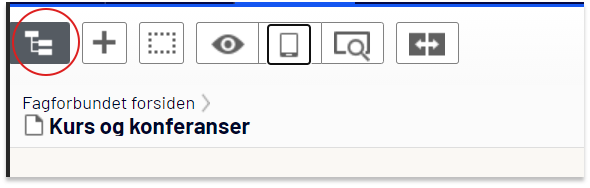 Fagforbundet forsiden
Kurs og konferanser